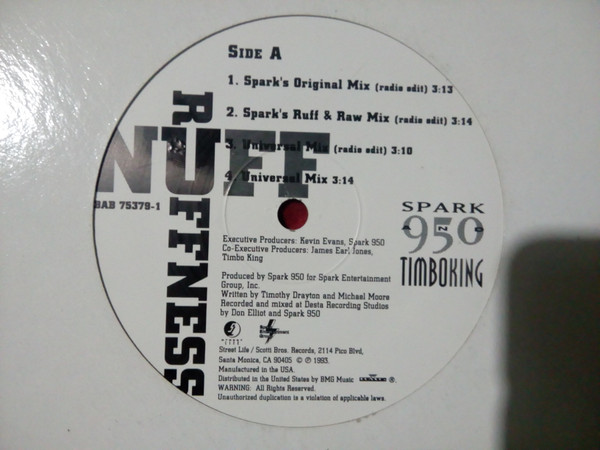 SIDE A
1. Spark's Original Mix (radio edit) 3:13
2. Spark's Ruff & Raw Mix (radio edit) 3:14
3. Universal Mix (radio edit) 3:10
4. Universal Mix 3:14
NUFF
RUFFNESS
BAB 75379-1
SPARK
950
AND
TIMBOKING
Executive Producers: Kevin Evans, Spark 950
Co-Executive Producers: James Earl Jones,
Timbo King
Produced by Spark 950 for Spark Entertainment
Group, Inc.
Written by Timothy Drayton and Michael Moore
Recorded and mixed at Desta Recording Studios
by Don Elliot and Spark 950
Street Life / Scotti Bros. Records, 2114 Pico Blvd,
Santa Monica, CA 90405 © ℗ 1993.
Manufactured in the USA.
Distributed in the United States by BMG Music ®.
WARNING: All Rights Reserved.
Unauthorized duplication is a violation of applicable laws.